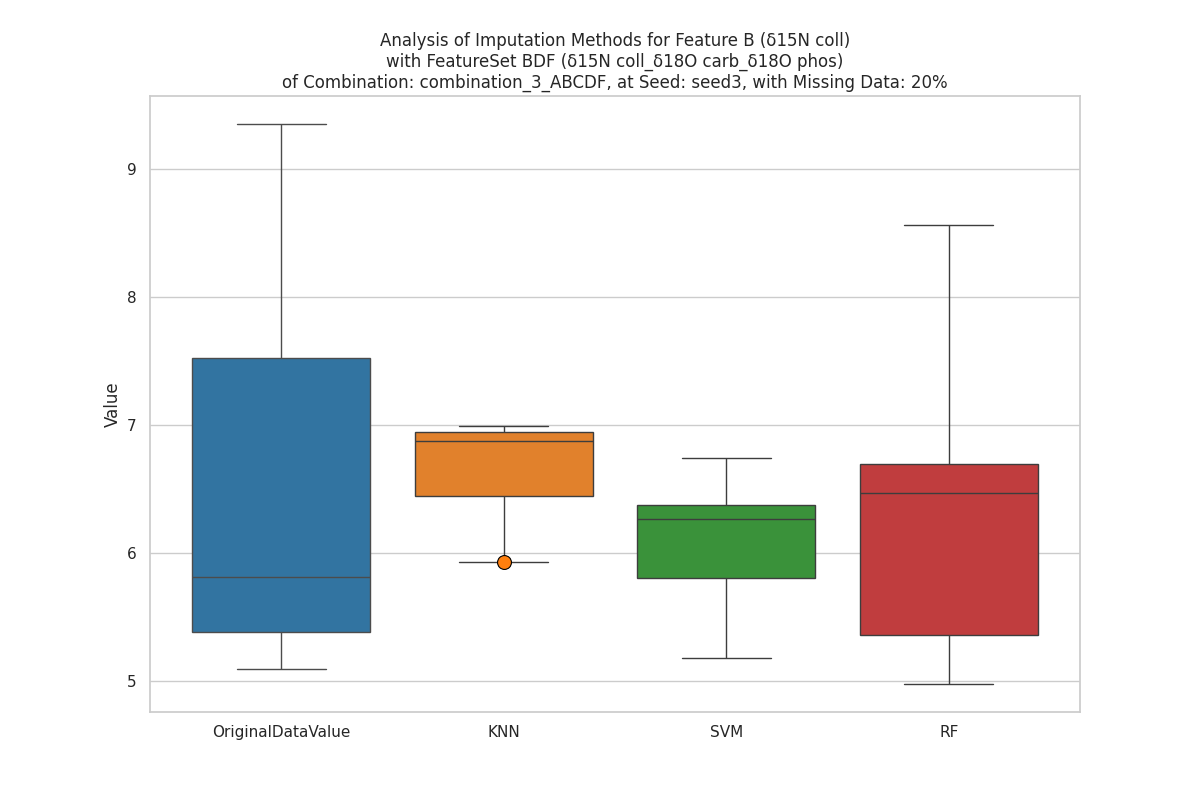 Analysis of Imputation Methods for Feature B (δ15N coll)
with FeatureSet BDF (δ15N coll_δ18O carb_δ18O phos)
of Combination: combination_3_ABCDF, at Seed: seed3, with Missing Data: 20%
9
8
7
6
5
Value
OriginalDataValue
KNN
SVM
RF